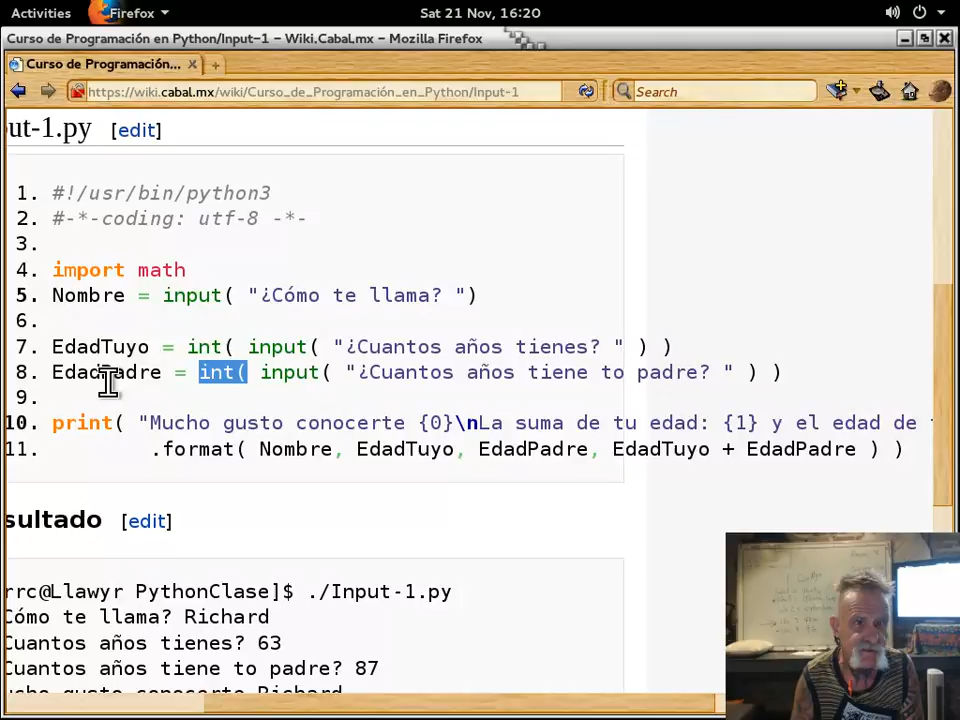 Activities Firefox Sat 21 Nov, 16:20
Curso de Programación en Python/Input-1 - Wiki.Cabal.mx - Mozilla Firefox
Curso de Programación...
https://wiki.cabal.mx/wiki/Curso_de_Programación_en_Python/Input-1 Search
ut-1.py [edit]
1. #!/usr/bin/python3
2. #-*-coding: utf-8 -*-
3.
4. import math
5. Nombre = input( "¿Cómo te llama? ")
6.
7. EdadTuyo = int( input( "¿Cuantos años tienes? " ) )
8. EdadPadre = int( input( "¿Cuantos años tiene to padre? " ) )
9.
10. print( "Mucho gusto conocerte {0}\nLa suma de tu edad: {1} y el edad de
11. .format( Nombre, EdadTuyo, EdadPadre, EdadTuyo + EdadPadre ) )
sultado [edit]
rrc@Llawyr PythonClase]$ ./Input-1.py
Cómo te llama? Richard
Cuantos años tienes? 63
Cuantos años tiene to padre? 87
ucho gusto conocerte Richard